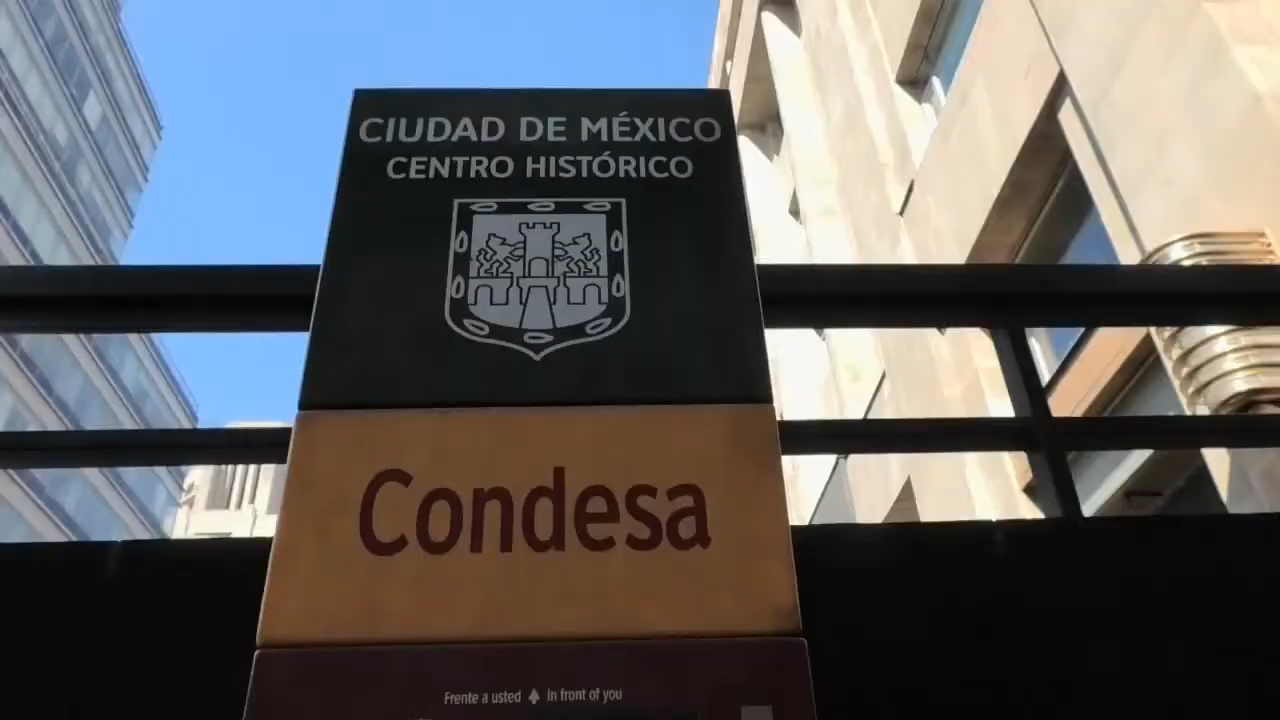 CIUDAD DE MÉXICO
CENTRO HISTÓRICO
Condesa
Frente a usted In front of you